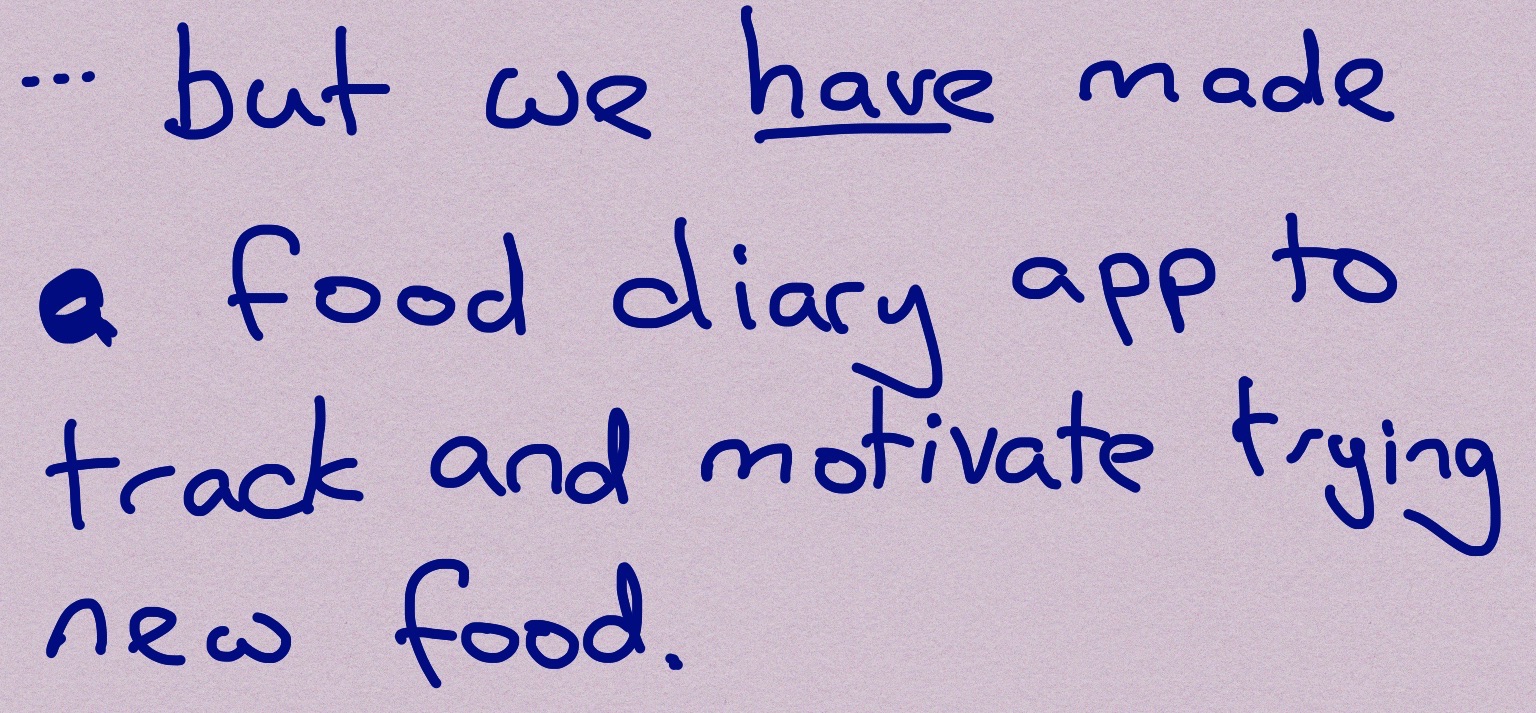 ... but we have made
a food diary app to
track and motivate trying
new food.